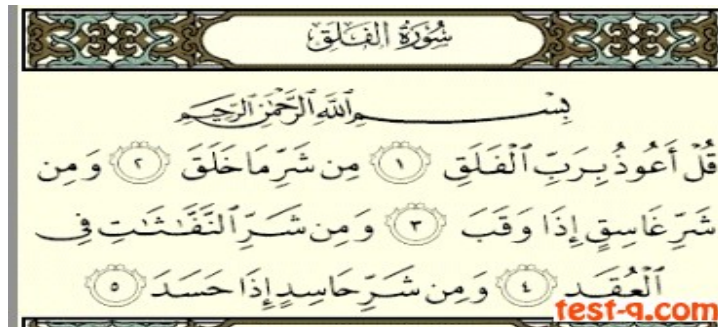 سُورَةُ الفَلَقِ
بِسْمِ ٱللَّهِ ٱلرَّحْمَٰنِ ٱلرَّحِيمِ
قُلْ أَعُوذُ بِرَبِّ ٱلْفَلَقِ ١ مِن شَرِّ مَا خَلَقَ ٢ وَمِن
شَرِّ غَاسِقٍ إِذَا وَقَبَ ٣ وَمِن شَرِّ ٱلنَّفَّٰثَٰتِ فِى
ٱلْعُقَدِ ٤ وَمِن شَرِّ حَاسِدٍ إِذَا حَسَدَ ٥
test-q.com